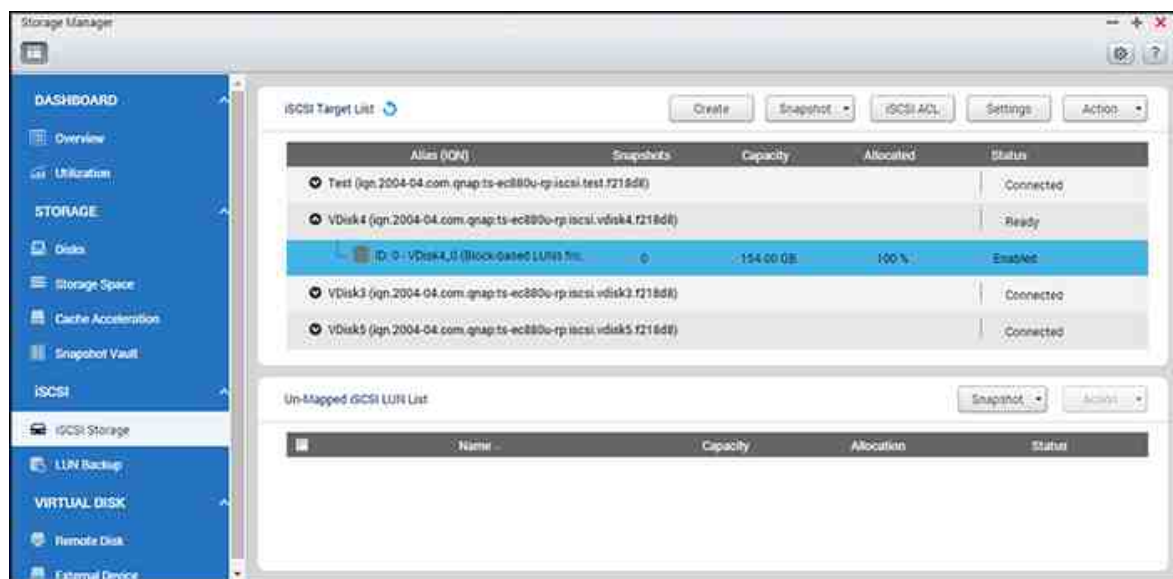 Storage Manager
?
DASHBOARD
Overview
Utilization
STORAGE
Disks
Storage Space
Cache Acceleration
Snapshot Vault
iSCSI
iSCSI Storage
LUN Backup
VIRTUAL DISK
Remote Disk
External Device
iSCSI Target List
Create Snapshot iSCSI ACL Settings Action
Alias (IQN) Snapshots Capacity Allocated Status
Test (iqn.2004-04.com.qnap:ts-ec880u-rp:iscsi.test.f218d8) Connected
VDisk4 (iqn.2004-04.com.qnap:ts-ec880u-rp:iscsi.vdisk4.f218d8) Ready
ID: 0 - VDisk4_0 (Block-based LUNs fro... 0 154.00 GB 100 % Enabled
VDisk3 (iqn.2004-04.com.qnap:ts-ec880u-rp:iscsi.vdisk3.f218d8) Connected
VDisk5 (iqn.2004-04.com.qnap:ts-ec880u-rp:iscsi.vdisk5.f218d8) Connected
Un-Mapped iSCSI LUN List
Snapshot Action
Name Capacity Allocation Status